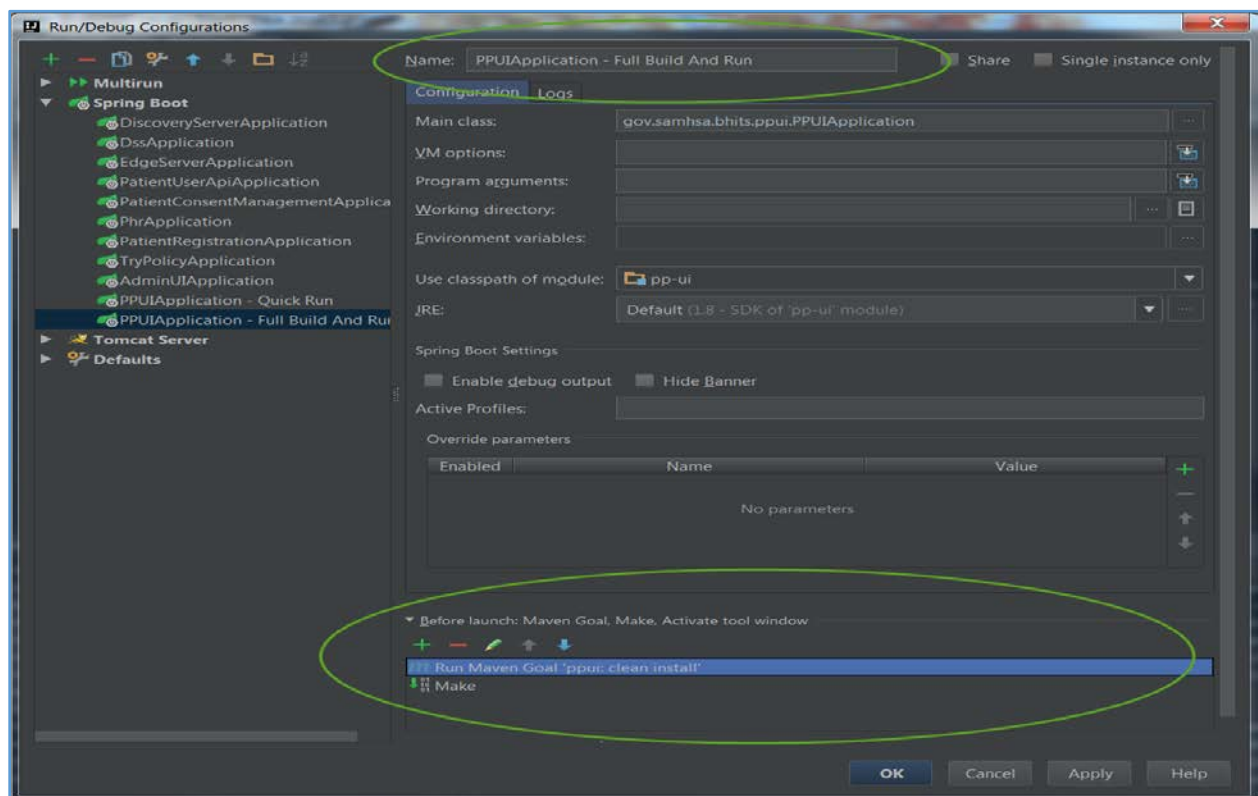 Run/Debug Configurations
Name: PPUIApplication - Full Build And Run Share Single instance only
Multirun
Spring Boot
DiscoveryServerApplication
DssApplication
EdgeServerApplication
PatientUserApiApplication
PatientConsentManagementApplica
PhrApplication
PatientRegistrationApplication
TryPolicyApplication
AdminUIApplication
PPUIApplication - Quick Run
PPUIApplication - Full Build And Run
Tomcat Server
Defaults
Configuration Logs
Main class: gov.samhsa.bhits.ppui.PPUIApplication
VM options:
Program arguments:
Working directory:
Environment variables:
Use classpath of module: pp-ui
JRE: Default (1.8 - SDK of 'pp-ui' module)
Spring Boot Settings
Enable debug output Hide Banner
Active Profiles:
Override parameters
Enabled Name Value
No parameters
Before launch: Maven Goal, Make, Activate tool window
Run Maven Goal 'ppui: clean install'
Make
OK Cancel Apply Help